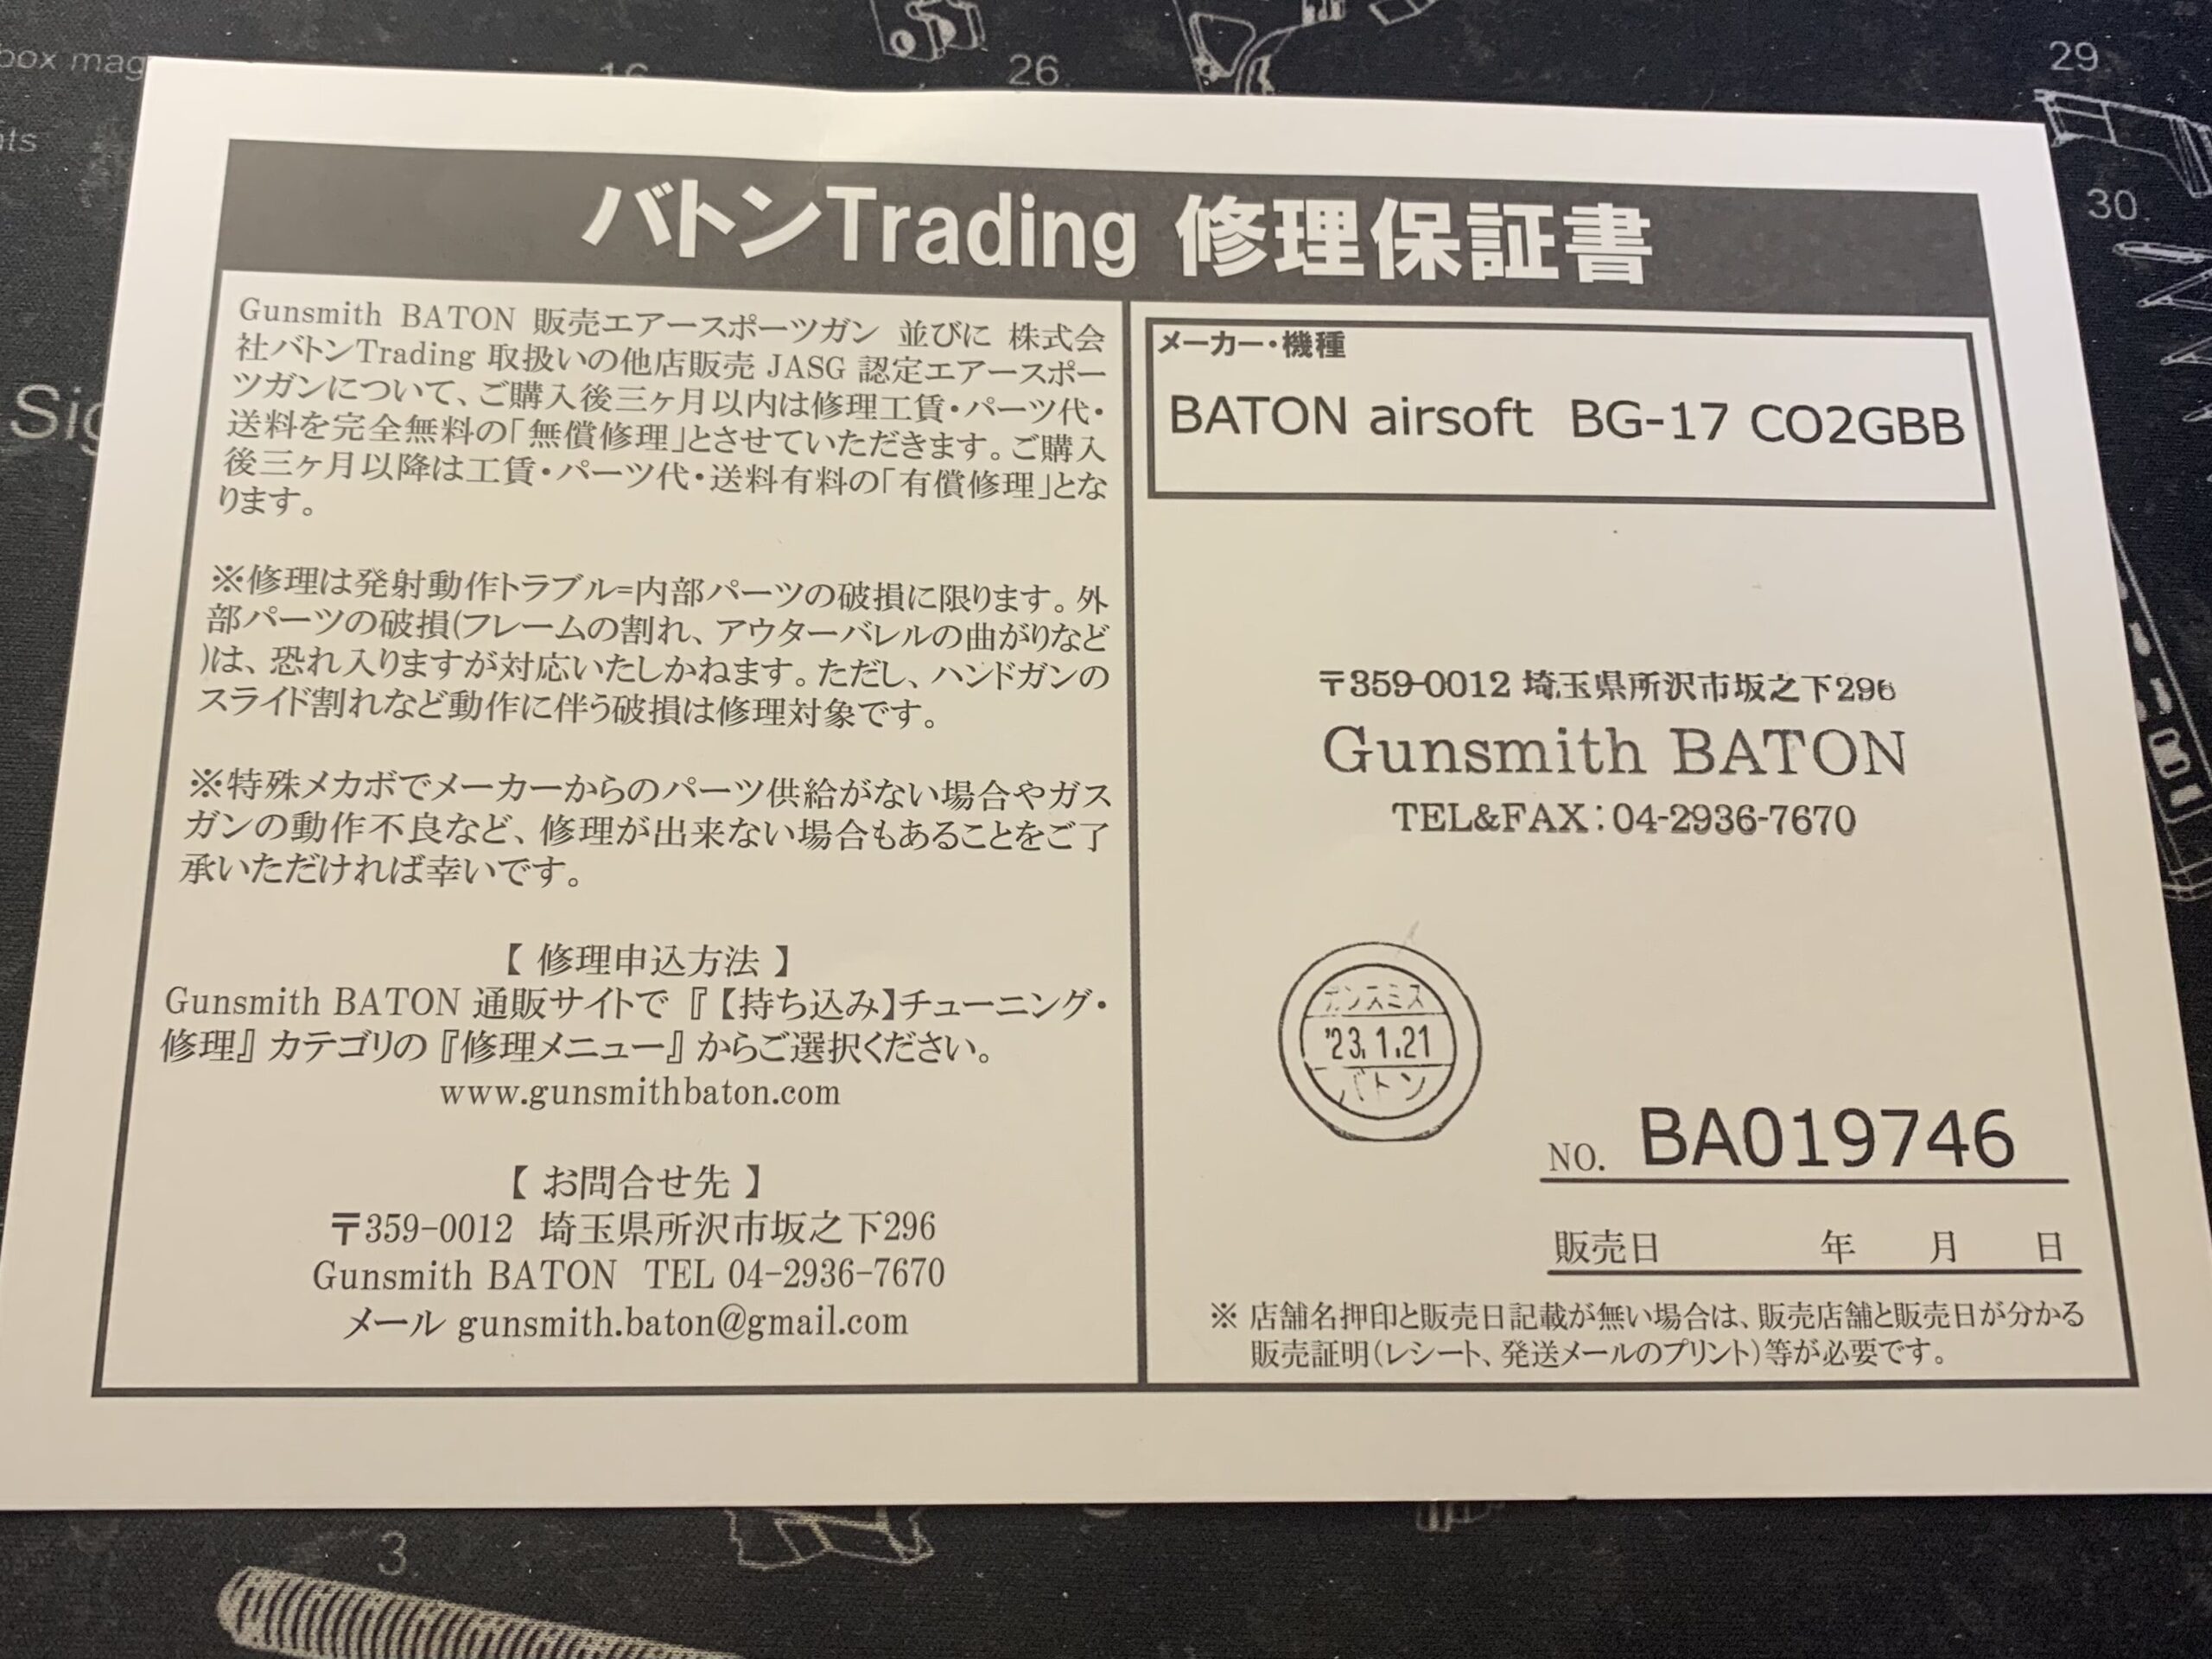 box mag
26.
29
30.
バトンTrading 修理保証書
Gunsmith BATON 販売エアースポーツガン 並びに 株式会
社バトンTrading 取扱いの他店販売 JASG 認定エアースポー
ツガンについて、ご購入後三ヶ月以内は修理工賃・パーツ代・
送料を完全無料の「無償修理」とさせていただきます。ご購入
後三ヶ月以降は工賃・パーツ代・送料有料の「有償修理」とな
ります。
※修理は発射動作トラブル=内部パーツの破損に限ります。外
部パーツの破損(フレームの割れ、アウターバレルの曲がりなど
)は、恐れ入りますが対応いたしかねます。ただし、ハンドガンの
スライド割れなど動作に伴う破損は修理対象です。
※特殊メカボでメーカーからのパーツ供給がない場合やガス
ガンの動作不良など、修理が出来ない場合もあることをご了
承いただければ幸いです。
【 修理申込方法 】
Gunsmith BATON 通販サイトで『【持ち込み】チューニング・
修理』カテゴリの『修理メニュー』からご選択ください。
www.gunsmithbaton.com
【 お問合せ先 】
〒359-0012 埼玉県所沢市坂之下296
Gunsmith BATON TEL 04-2936-7670
メール gunsmith.baton@gmail.com
メーカー・機種
BATON airsoft BG-17 CO2GBB
〒359-0012 埼玉県所沢市坂之下296
Gunsmith BATON
TEL&FAX：04-2936-7670
ガンスミス
'23.1.21
バトン
NO. BA019746
販売日 年 月 日
※ 店舗名押印と販売日記載が無い場合は、販売店舗と販売日が分かる
販売証明(レシート、発送メールのプリント)等が必要です。
3.